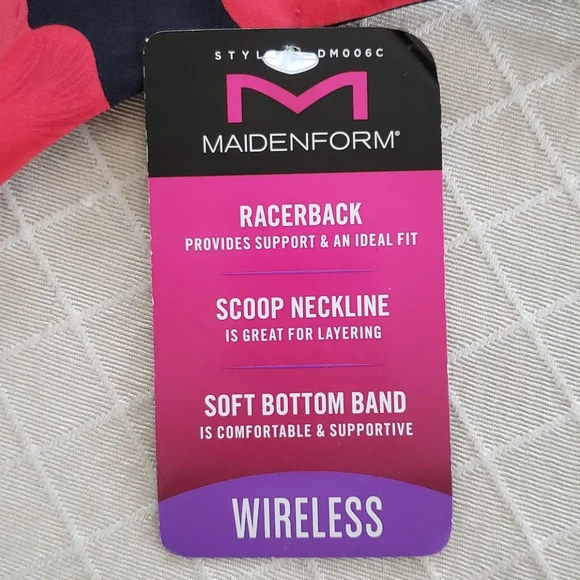 STYLE DM006C
MAIDENFORM®
RACERBACK
PROVIDES SUPPORT & AN IDEAL FIT
SCOOP NECKLINE
IS GREAT FOR LAYERING
SOFT BOTTOM BAND
IS COMFORTABLE & SUPPORTIVE
WIRELESS